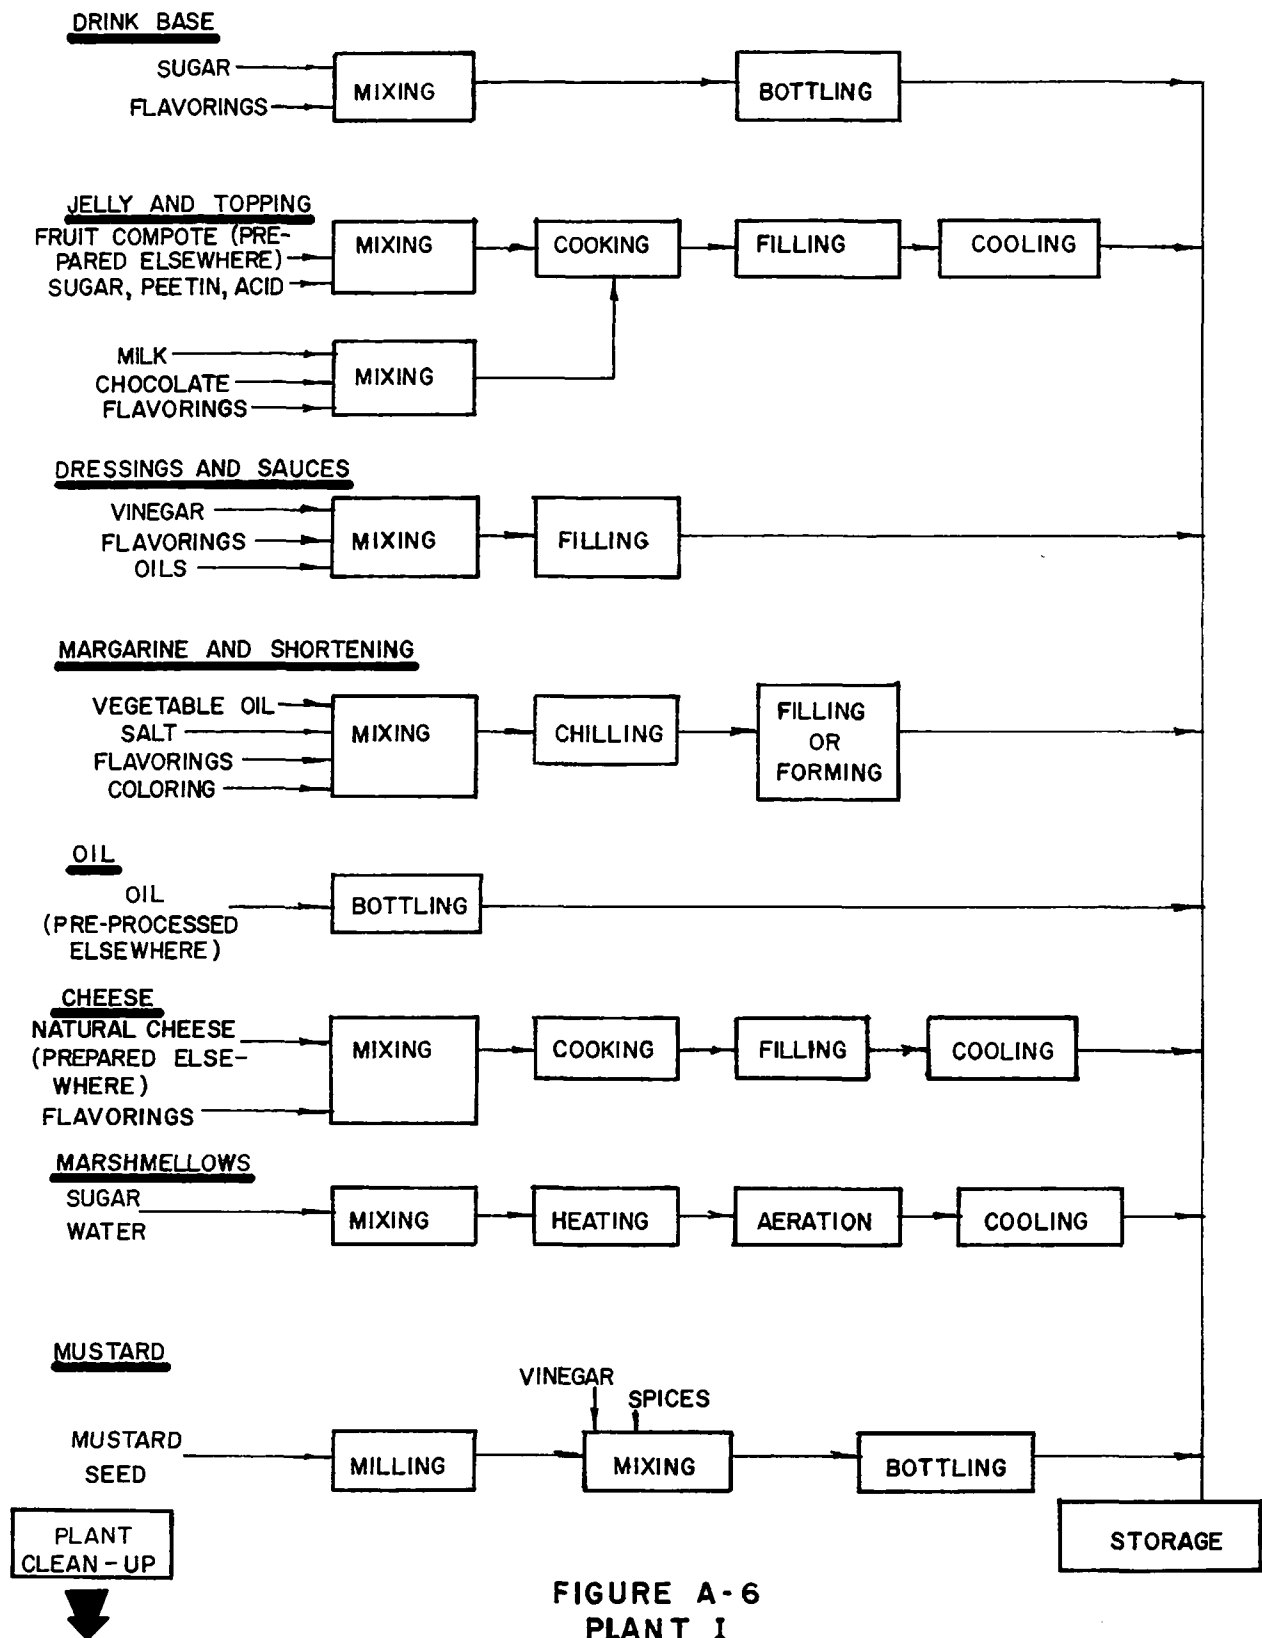 DRINK BASE
SUGAR
FLAVORINGS
MIXING
BOTTLING
JELLY AND TOPPING
FRUIT COMPOTE (PRE-
PARED ELSEWHERE)
SUGAR, PEETIN, ACID
MIXING
COOKING
FILLING
COOLING
MILK
CHOCOLATE
FLAVORINGS
MIXING
DRESSINGS AND SAUCES
VINEGAR
FLAVORINGS
OILS
MIXING
FILLING
MARGARINE AND SHORTENING
VEGETABLE OIL
SALT
FLAVORINGS
COLORING
MIXING
CHILLING
FILLING
OR
FORMING
OIL
OIL
(PRE-PROCESSED
ELSEWHERE)
BOTTLING
CHEESE
NATURAL CHEESE
(PREPARED ELSE-
WHERE)
FLAVORINGS
MIXING
COOKING
FILLING
COOLING
MARSHMELLOWS
SUGAR
WATER
MIXING
HEATING
AERATION
COOLING
MUSTARD
MUSTARD
SEED
MILLING
VINEGAR
SPICES
MIXING
BOTTLING
STORAGE
PLANT
CLEAN-UP
FIGURE A-6
PLANT I